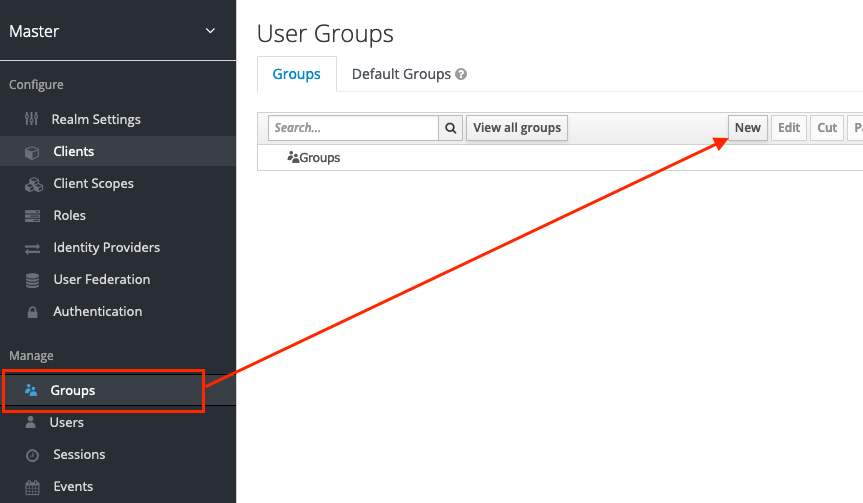 Master
Configure
Realm Settings
Clients
Client Scopes
Roles
Identity Providers
User Federation
Authentication
Manage
Groups
Users
Sessions
Events
User Groups
Groups
Default Groups
Search...
View all groups
New
Edit
Cut
Groups